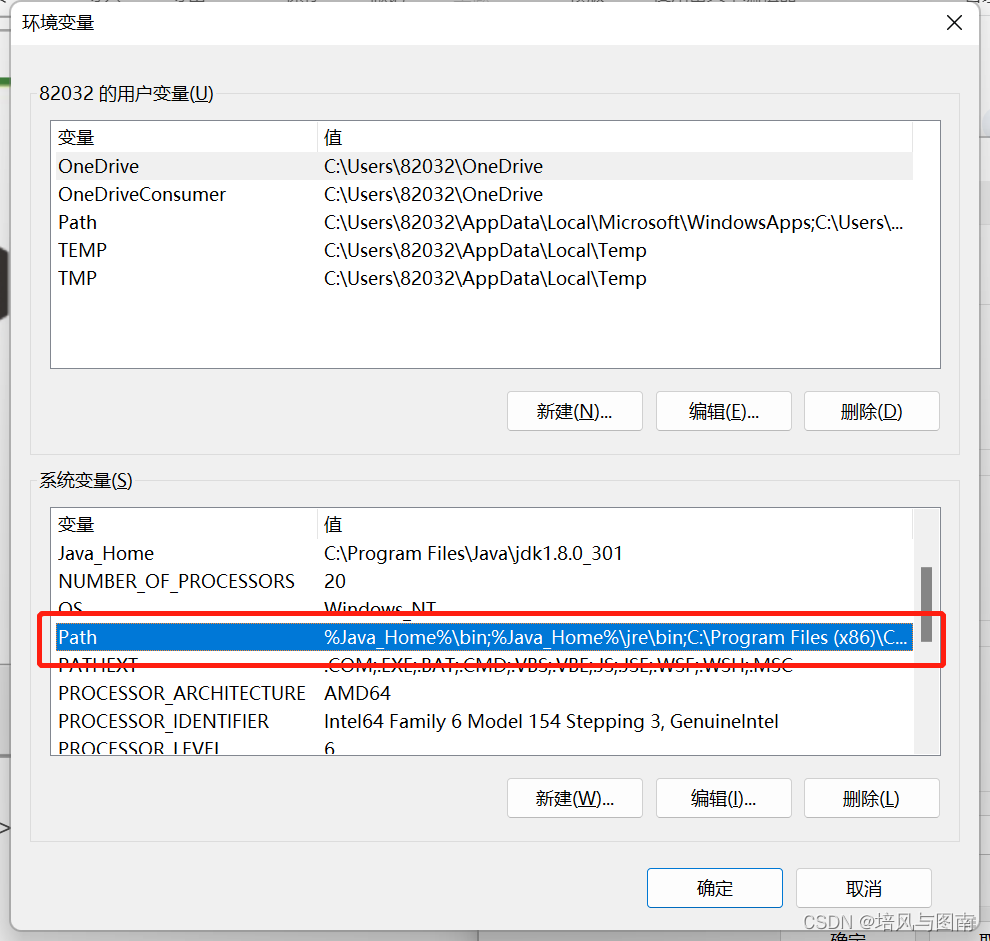 环境变量
82032 的用户变量(U)
变量 值
OneDrive C:\Users\82032\OneDrive
OneDriveConsumer C:\Users\82032\OneDrive
Path C:\Users\82032\AppData\Local\Microsoft\WindowsApps;C:\Users\...
TEMP C:\Users\82032\AppData\Local\Temp
TMP C:\Users\82032\AppData\Local\Temp
新建(N)... 编辑(E)... 删除(D)
系统变量(S)
变量 值
Java_Home C:\Program Files\Java\jdk1.8.0_301
NUMBER_OF_PROCESSORS 20
OS Windows_NT
Path %Java_Home%\bin;%Java_Home%\jre\bin;C:\Program Files (x86)\C...
PATHEXT .COM;.EXE;.BAT;.CMD;.VBS;.VBE;.JS;.JSE;.WSF;.WSH;.MSC
PROCESSOR_ARCHITECTURE AMD64
PROCESSOR_IDENTIFIER Intel64 Family 6 Model 154 Stepping 3, GenuineIntel
PROCESSOR_LEVEL 6
新建(W)... 编辑(I)... 删除(L)
确定 取消
CSDN @培风与图南
确定